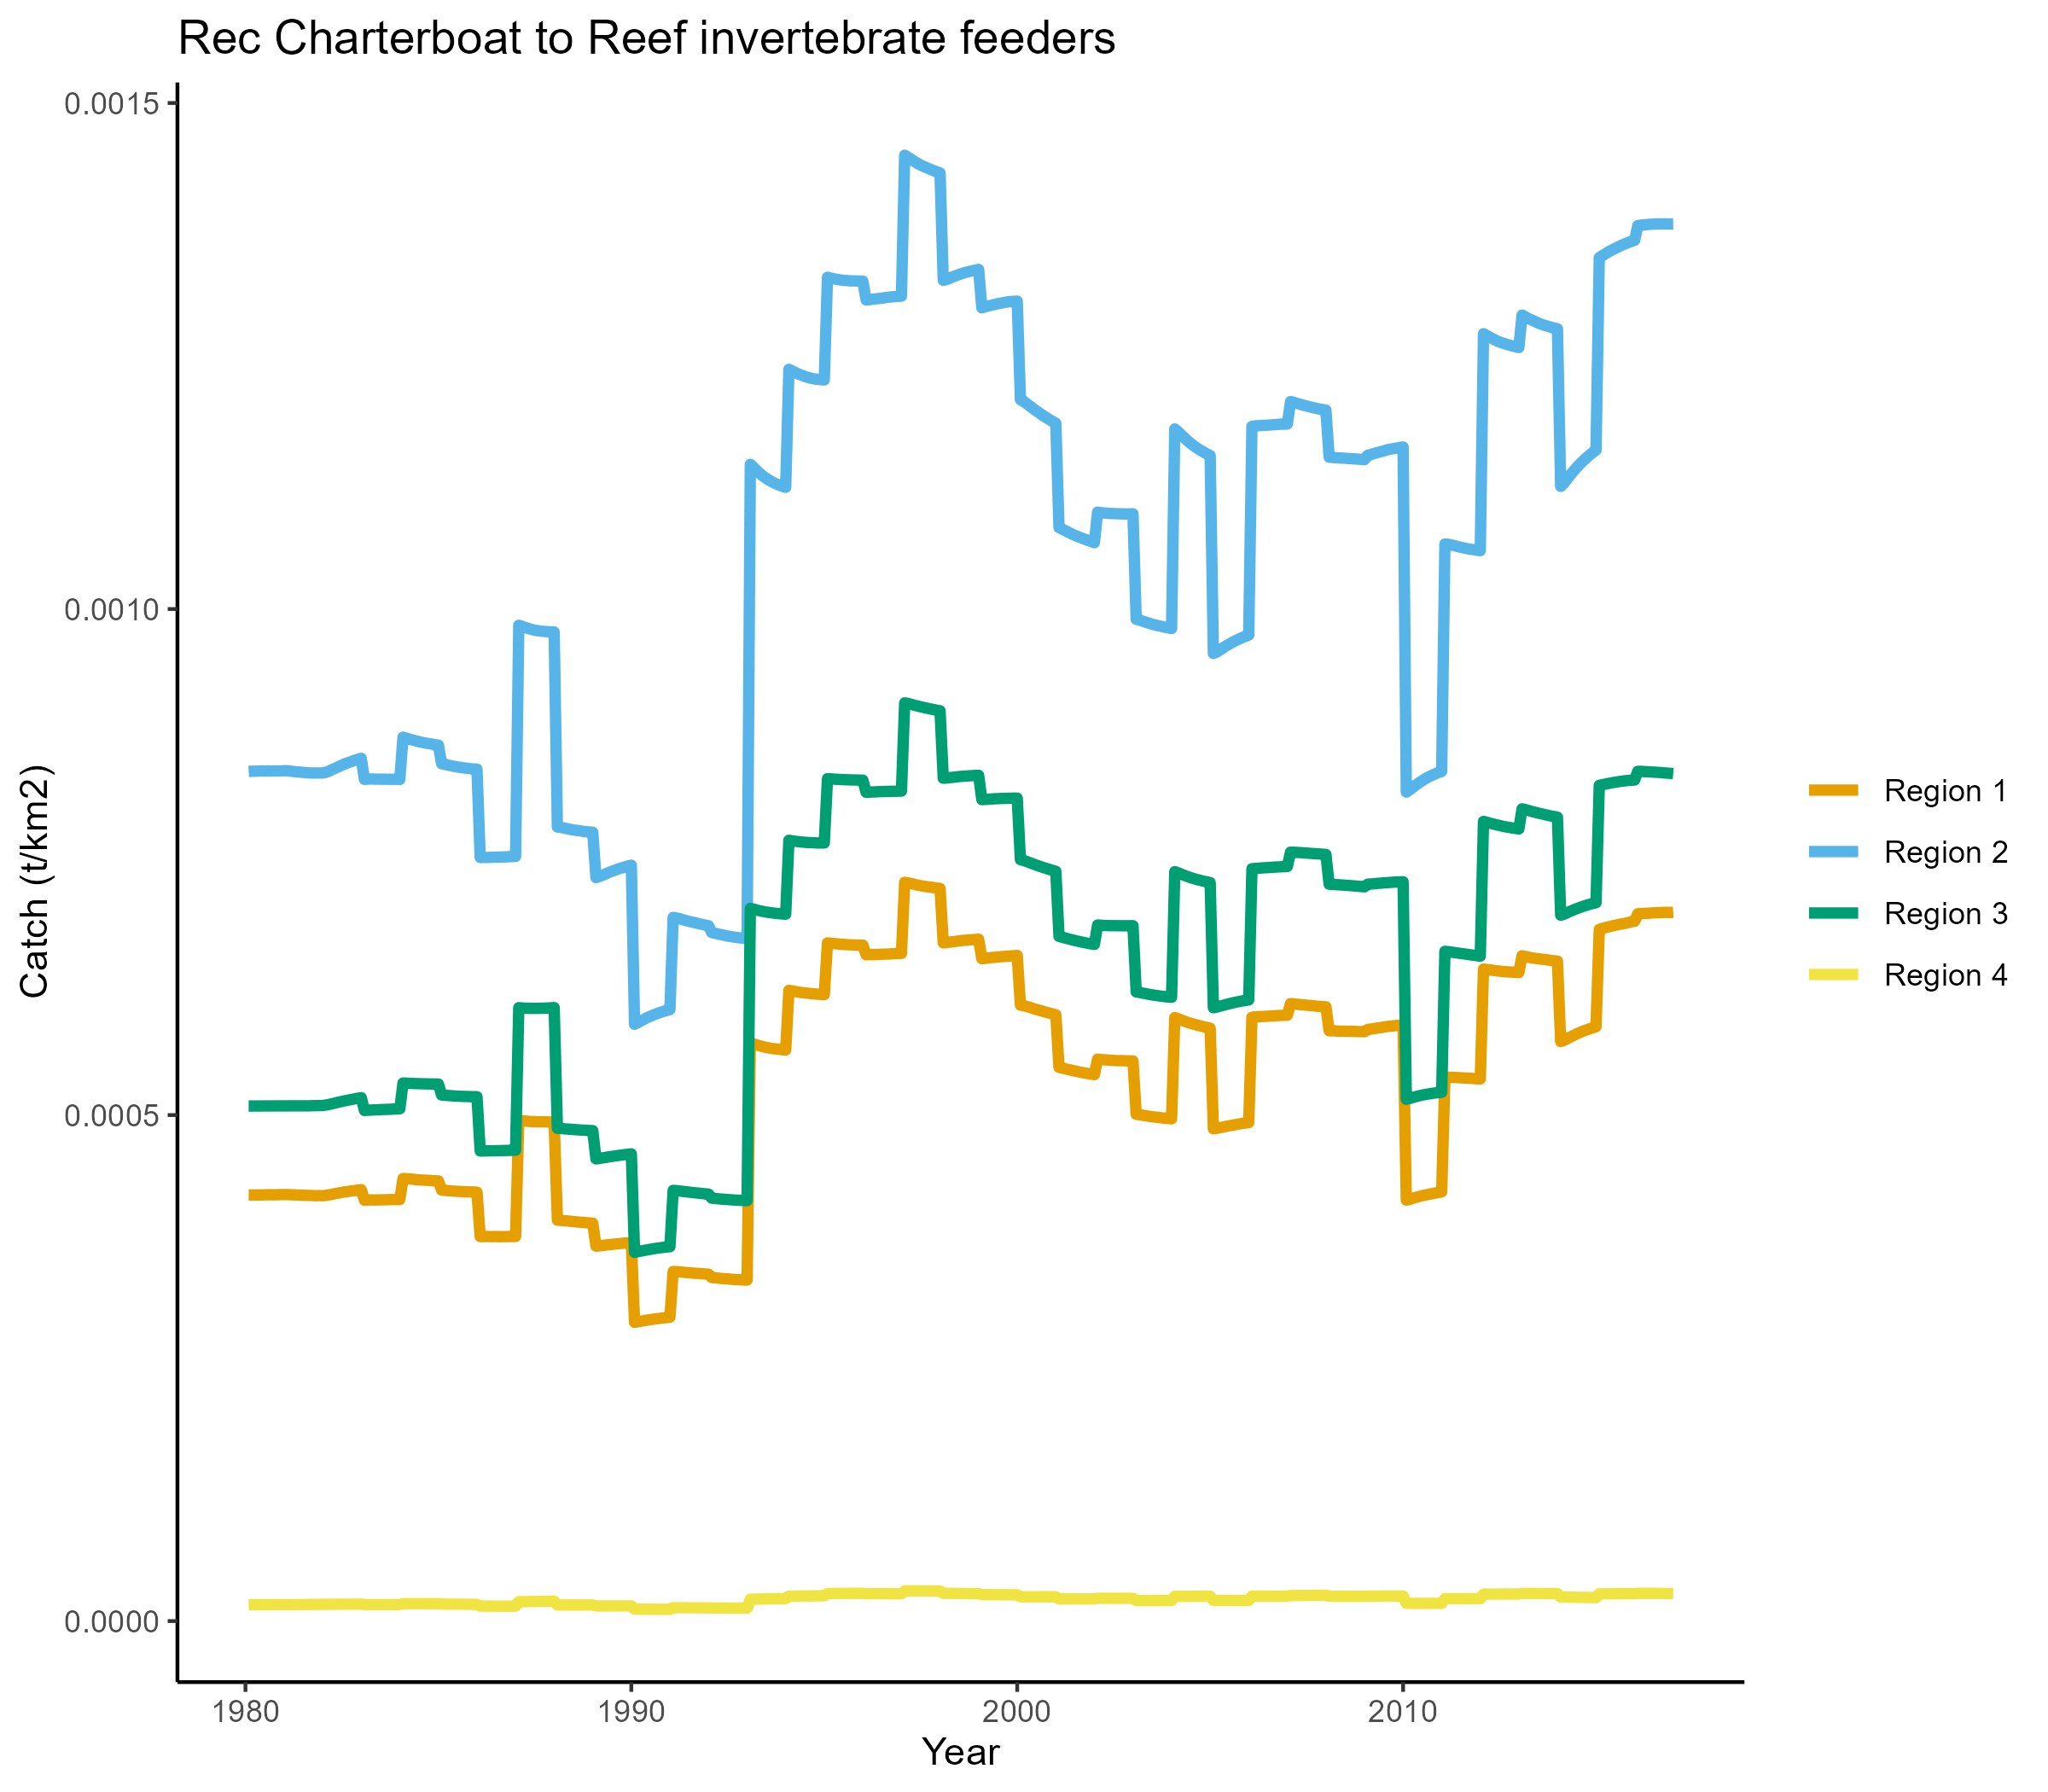 Rec Charterboat to Reef invertebrate feeders
0.0015
0.0010
0.0005
0.0000
Catch (t/km2)
1980
1990
2000
2010
Year
Region 1
Region 2
Region 3
Region 4